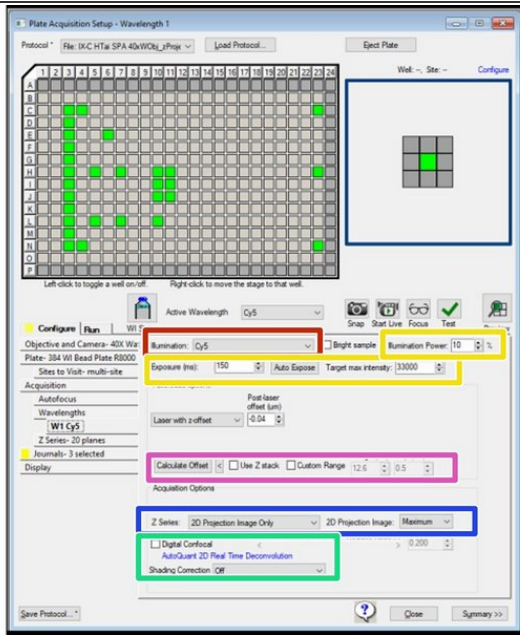 Plate Acquisition Setup - Wavelength 1
Protocol * File: IX-C HTai SPA 40xWObj_zProje Load Protocol... Eject Plate
Well: --, Site: -- Configure
1 2 3 4 5 6 7 8 9 10 11 12 13 14 15 16 17 18 19 20 21 22 23 24
A
B
C
D
E
F
G
H
I
J
K
L
M
N
O
P
Left-click to toggle a well on/off. Right-click to move the stage to that well.
Active Wavelength Cy5
Snap Start Live Focus Test
Configure Run
Objective and Camera- 40X Wa
Plate- 384 WI Bead Plate R8000
Sites to Visit- multi-site
Acquisition
Autofocus
Wavelengths
W1 Cy5
Z Series- 20 planes
Journals- 3 selected
Display
Illumination: Cy5 Bright sample Illumination Power: 10 %
Exposure (ms): 150 Auto Expose Target max intensity: 33000
Post-laser
offset (um)
Laser with z-offset -0.04
Calculate Offset < Use Z stack Custom Range 12.6 0.5
Acquisition Options
Z Series: 2D Projection Image Only 2D Projection Image: Maximum
Digital Confocal < > 0.200
AutoQuant 2D Real Time Deconvolution
Shading Correction Off
Save Protocol... * ? Close Summary >>